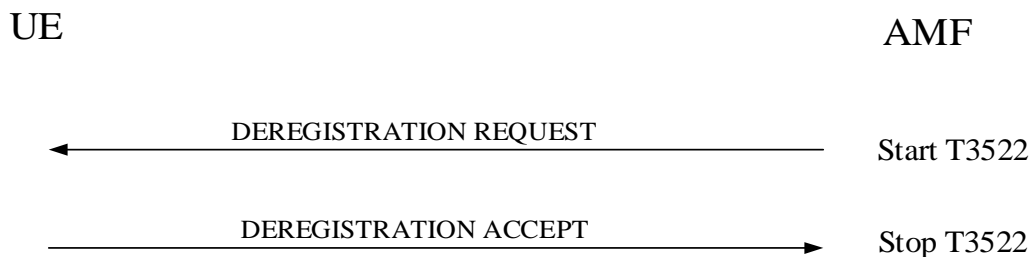 UE
AMF
DEREGISTRATION REQUEST
Start T3522
DEREGISTRATION ACCEPT
Stop T3522